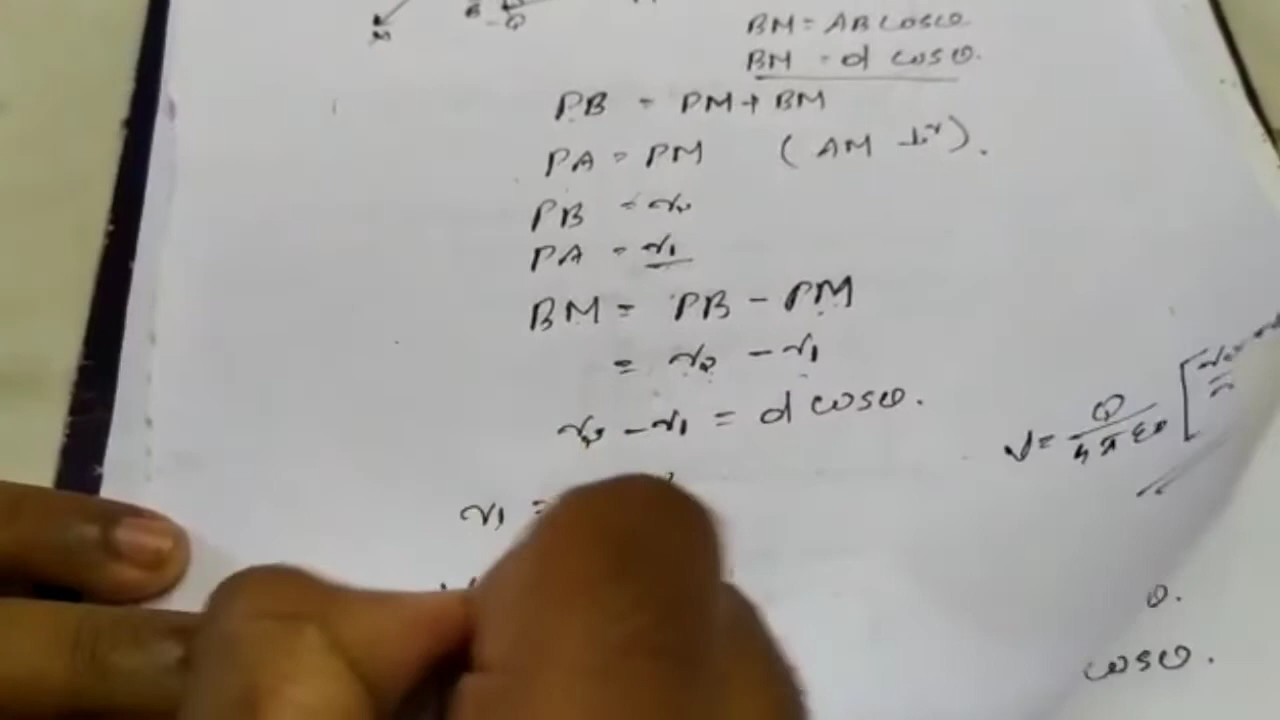 M
B
-Q
BM = AB cosθ
BM = d cosθ.
PB = PM + BM
PA = PM ( AM ⊥r ).
PB = r2
PA = r1
BM = PB - PM
= r2 - r1
r2 - r1 = d cosθ.
r1 =
V = Q / 4πε0 [
θ.
cosθ.